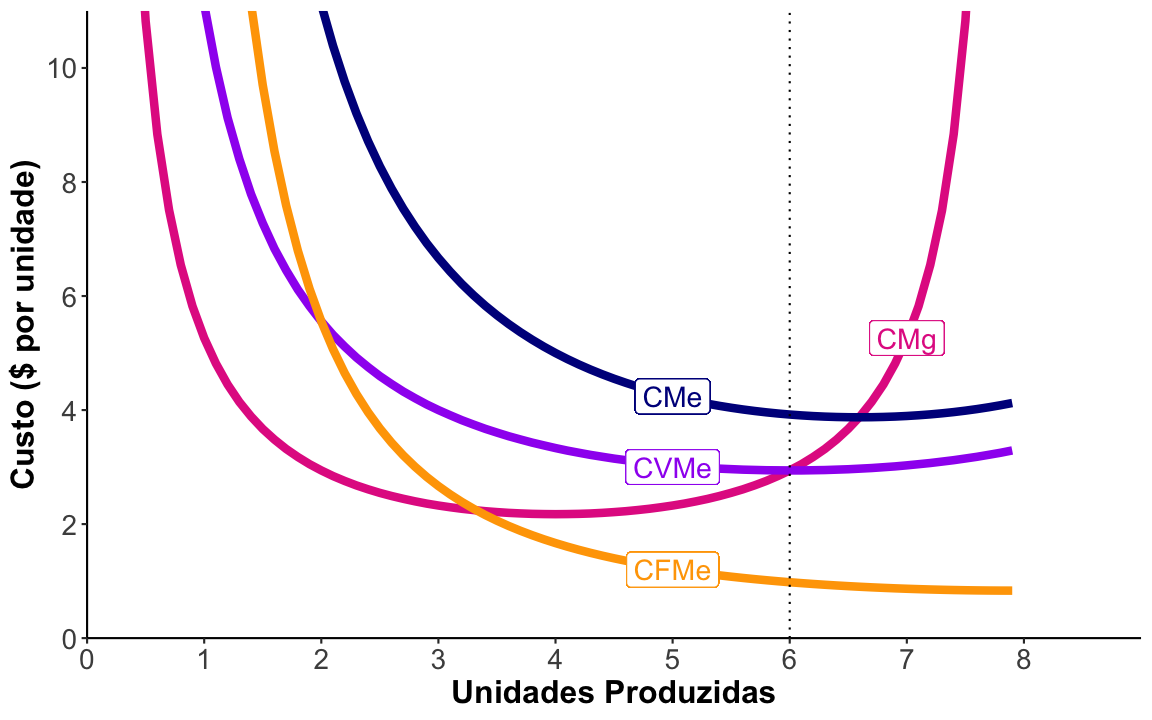 Custo ($ por unidade)
10
8
6
4
2
0
CMg
CMe
CVMe
CFMe
0 1 2 3 4 5 6 7 8
Unidades Produzidas